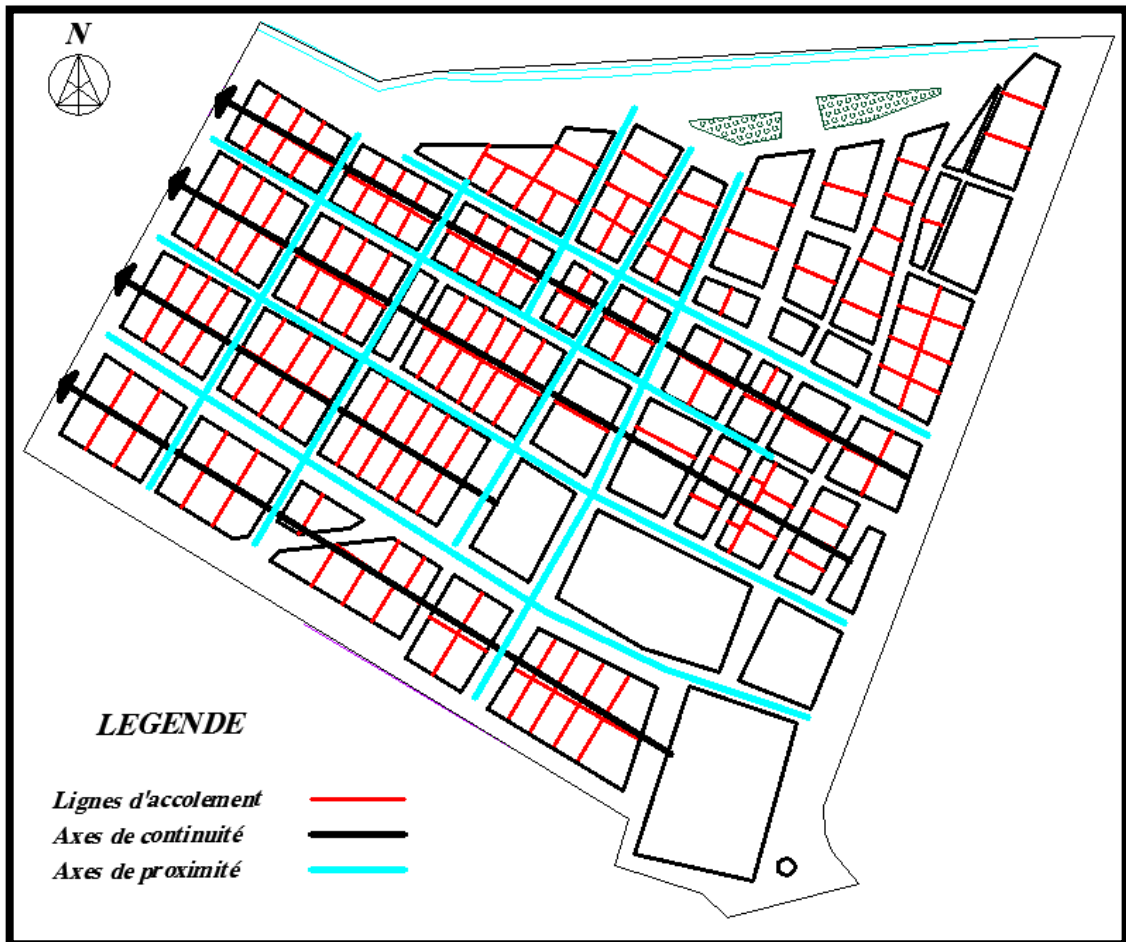 N
LEGENDE
Lignes d'accolement
Axes de continuité
Axes de proximité